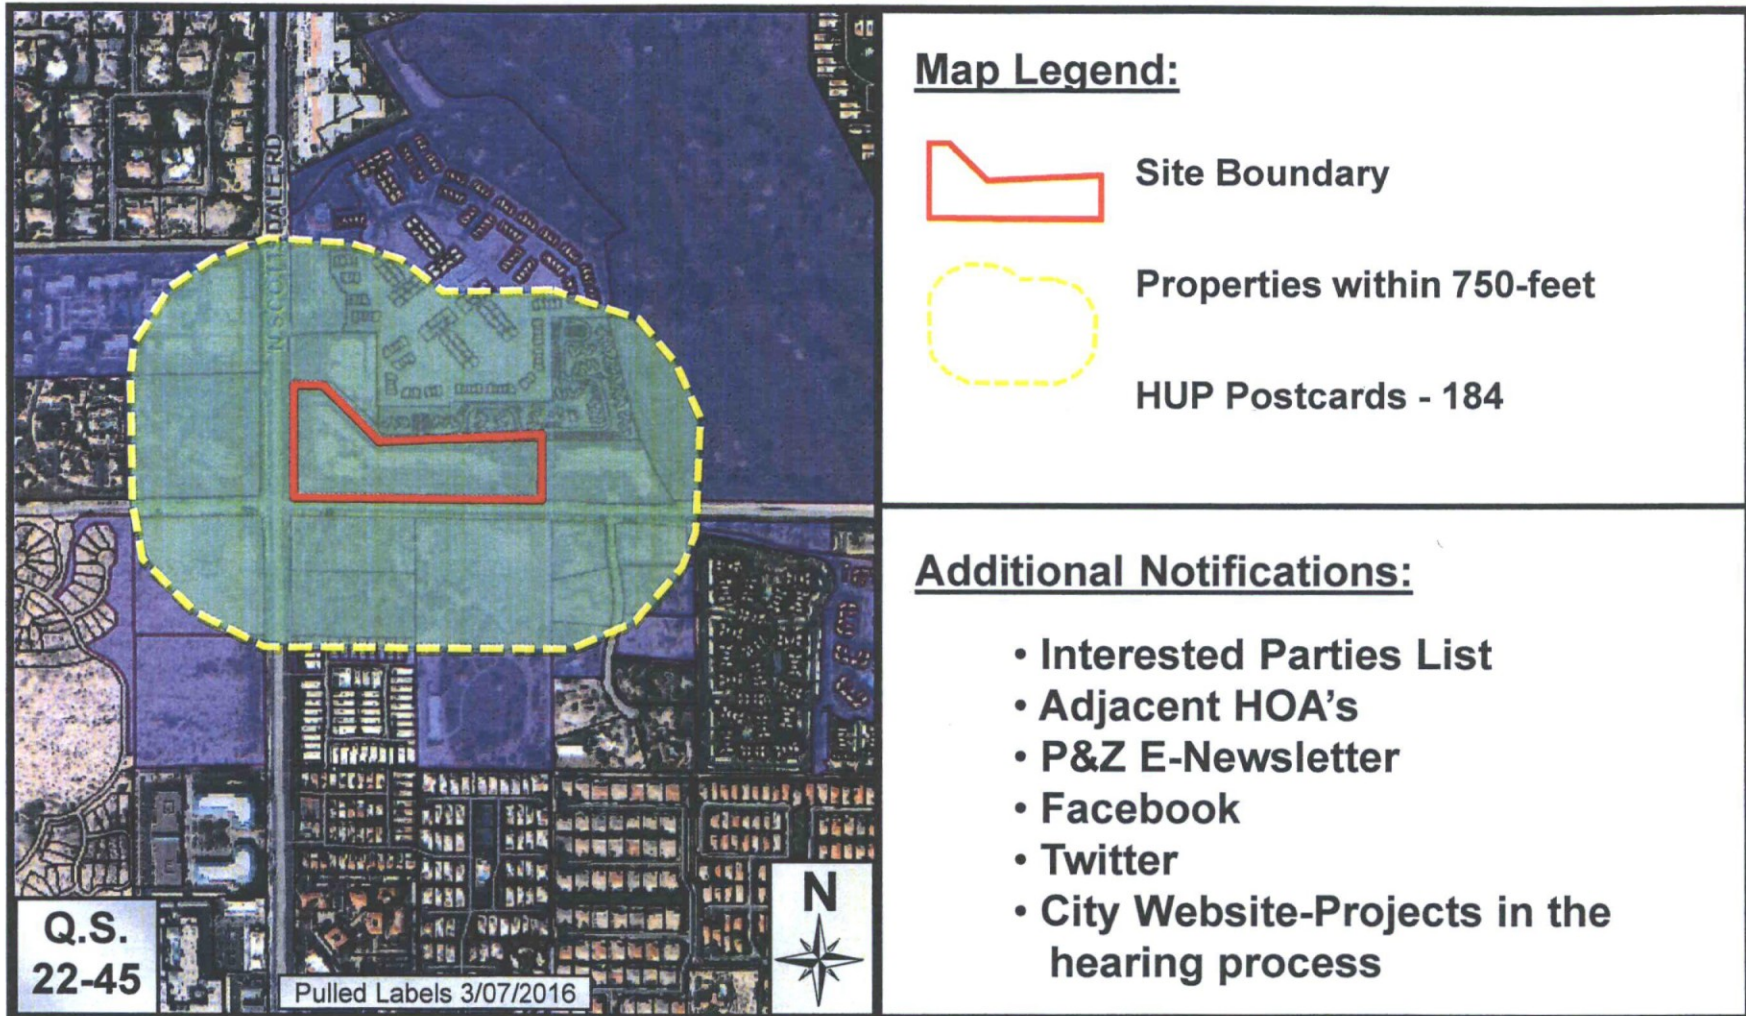 N SCOTTSDALE RD
Q.S.
22-45
Pulled Labels 3/07/2016
N
Map Legend:
Site Boundary
Properties within 750-feet
HUP Postcards - 184
Additional Notifications:
• Interested Parties List
• Adjacent HOA's
• P&Z E-Newsletter
• Facebook
• Twitter
• City Website-Projects in the
hearing process